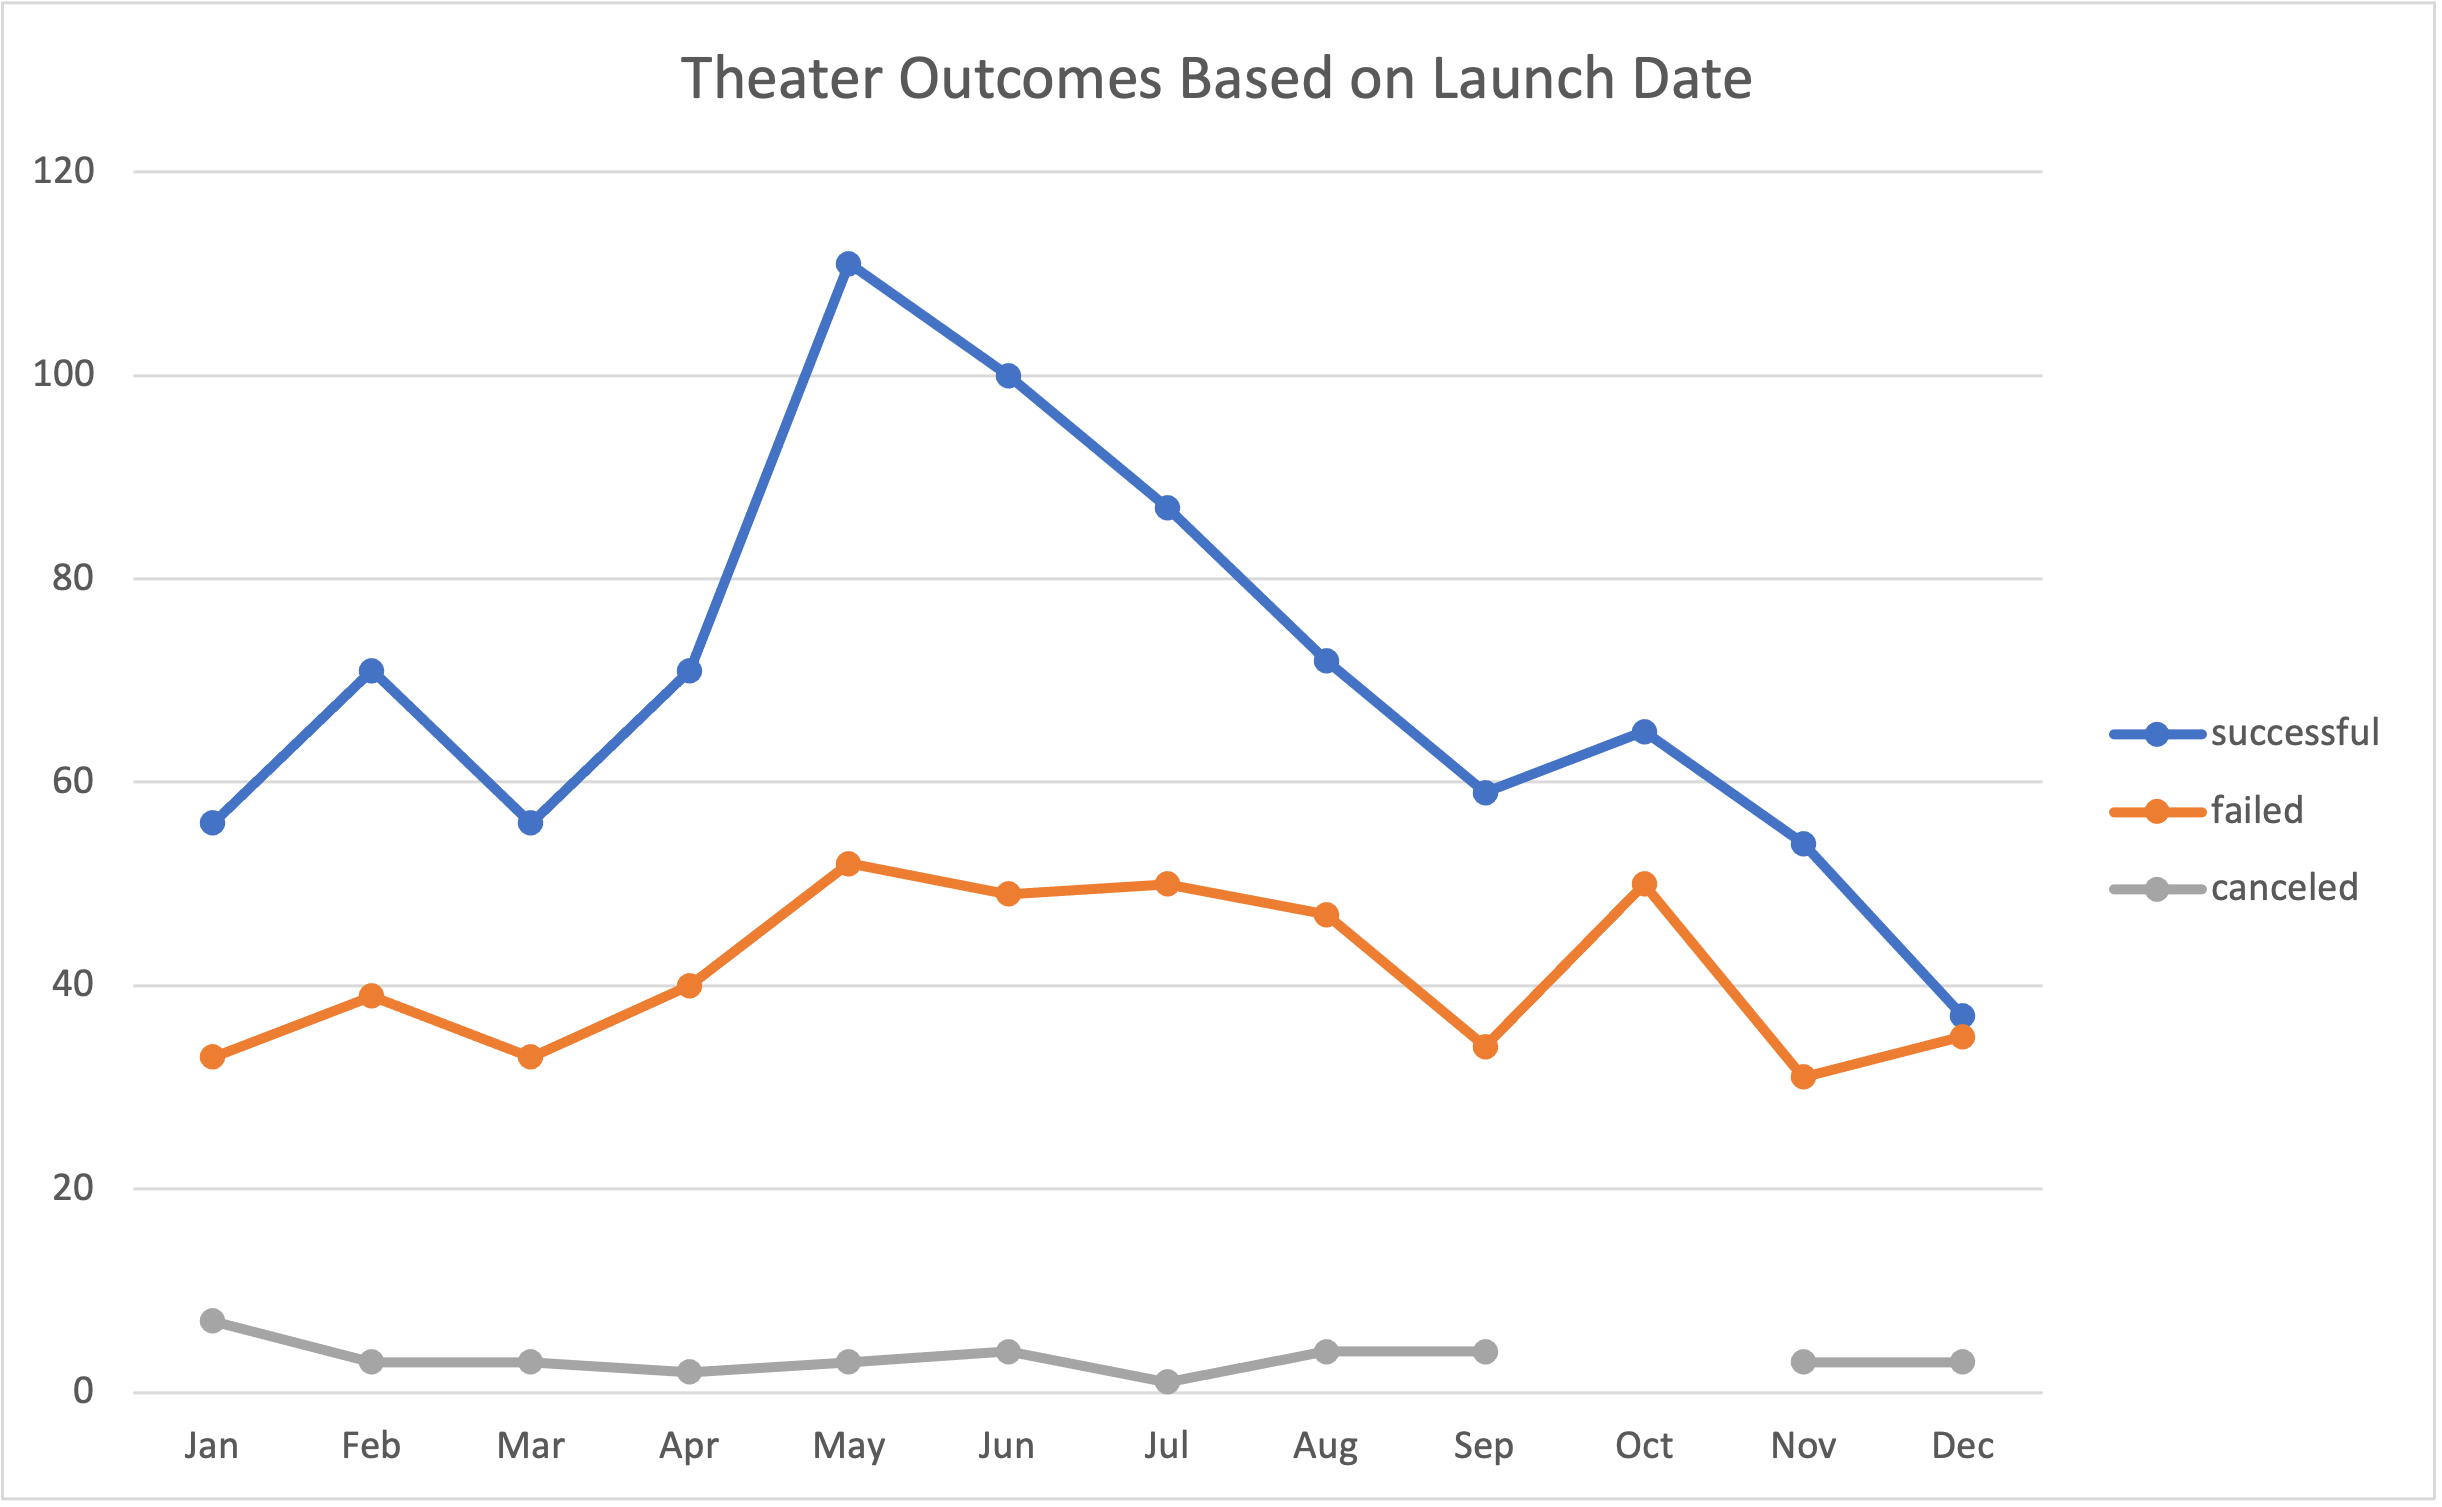 Theater Outcomes Based on Launch Date
120
100
80
60
40
20
0
Jan Feb Mar Apr May Jun Jul Aug Sep Oct Nov Dec
successful
failed
canceled